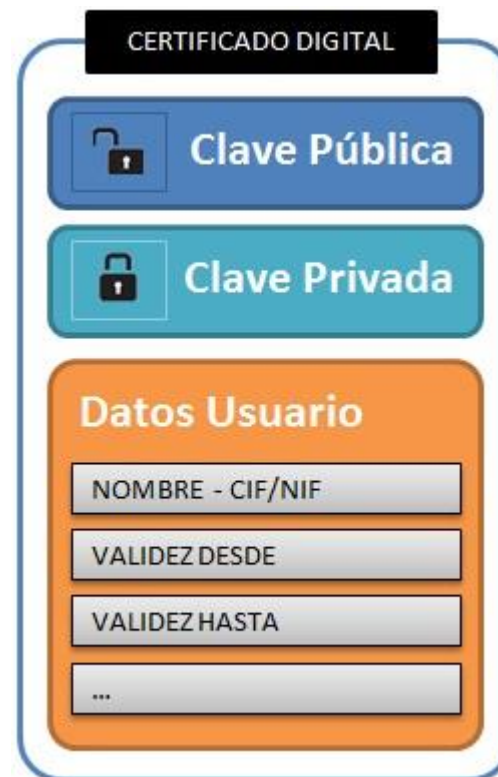 CERTIFICADO DIGITAL
Clave Pública
Clave Privada
Datos Usuario
NOMBRE - CIF/NIF
VALIDEZ DESDE
VALIDEZ HASTA
...